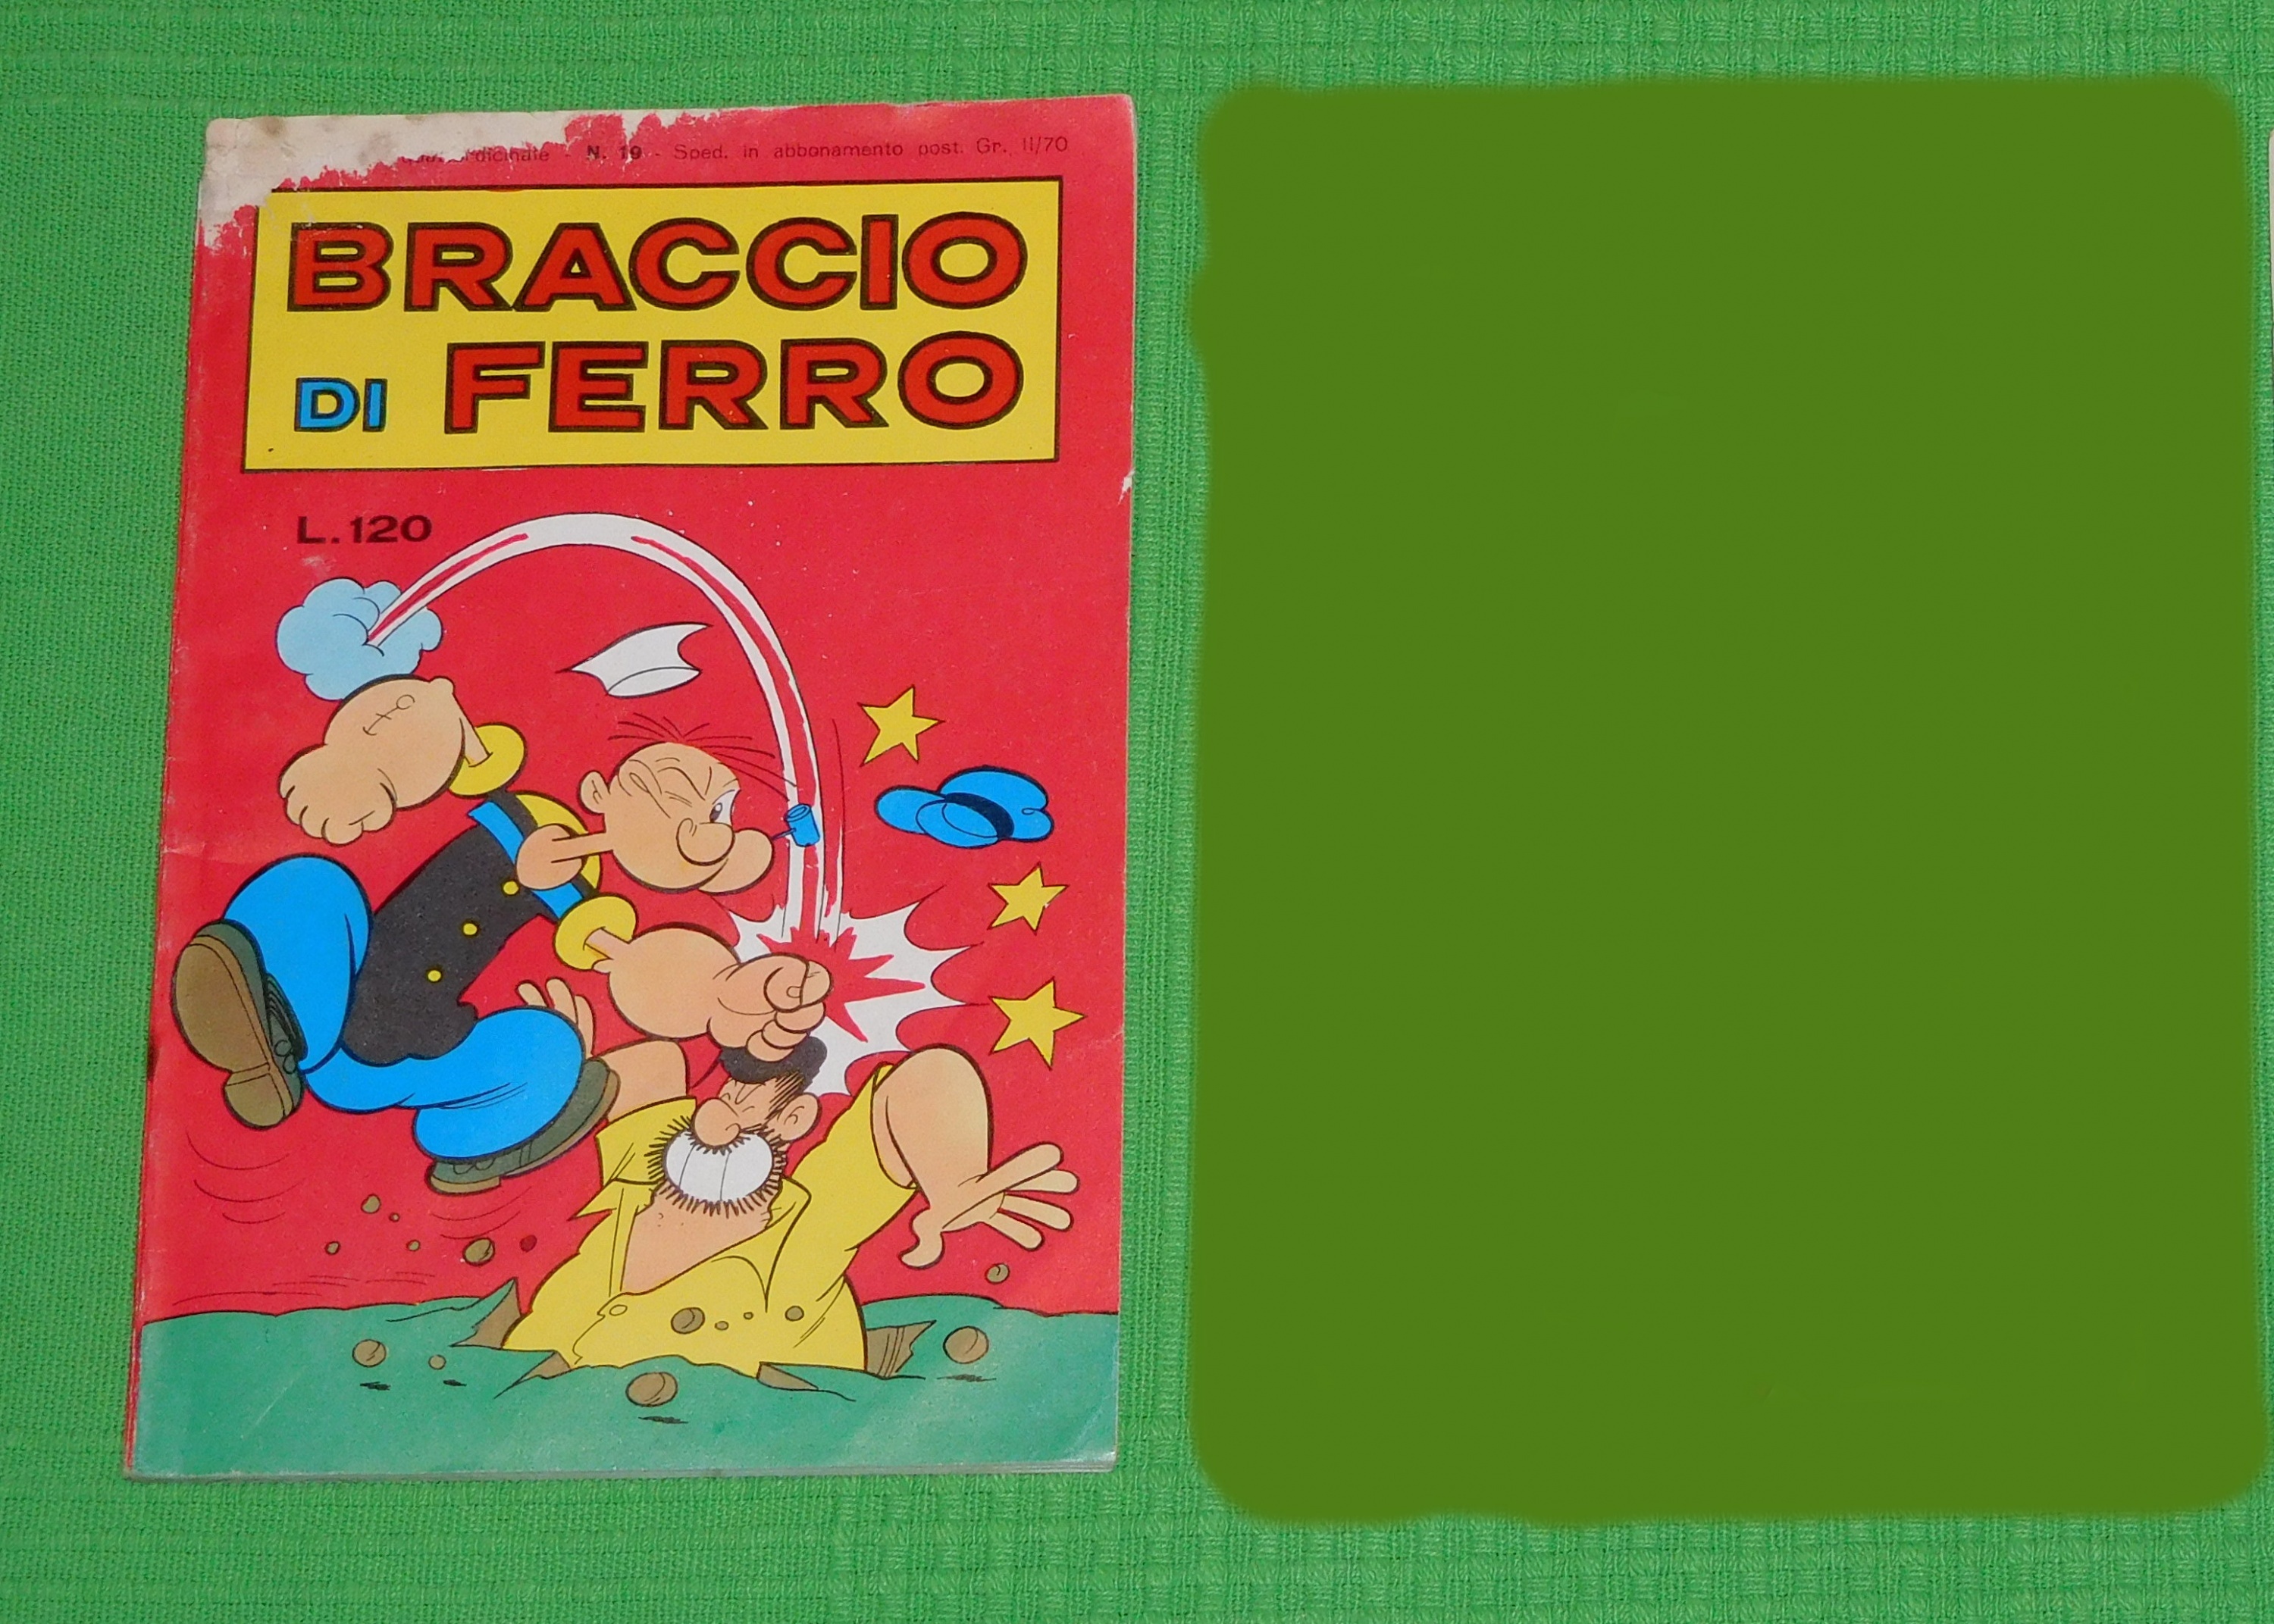 N. 19 - Sped. in abbonamento post. Gr. II/70
BRACCIO
DI FERRO
L. 120